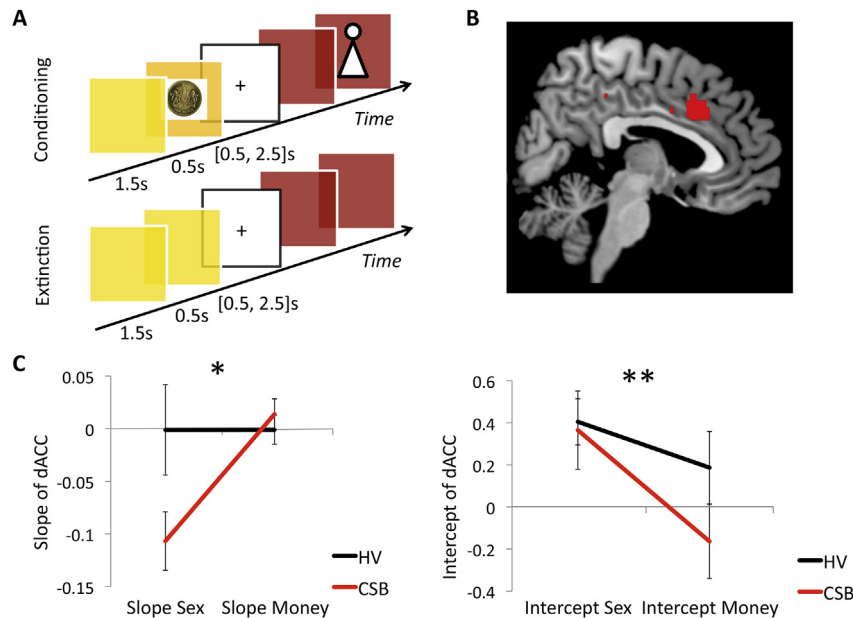 A
Conditioning
+
Time
[0.5, 2.5]s
0.5s
1.5s
Extinction
+
Time
[0.5, 2.5]s
0.5s
1.5s
B
C
*
0.05
0
-0.05
-0.1
-0.15
Slope of dACC
HV
CSB
Slope Sex Slope Money
**
0.6
0.4
0.2
0
-0.2
-0.4
Intercept of dACC
HV
CSB
Intercept Sex Intercept Money